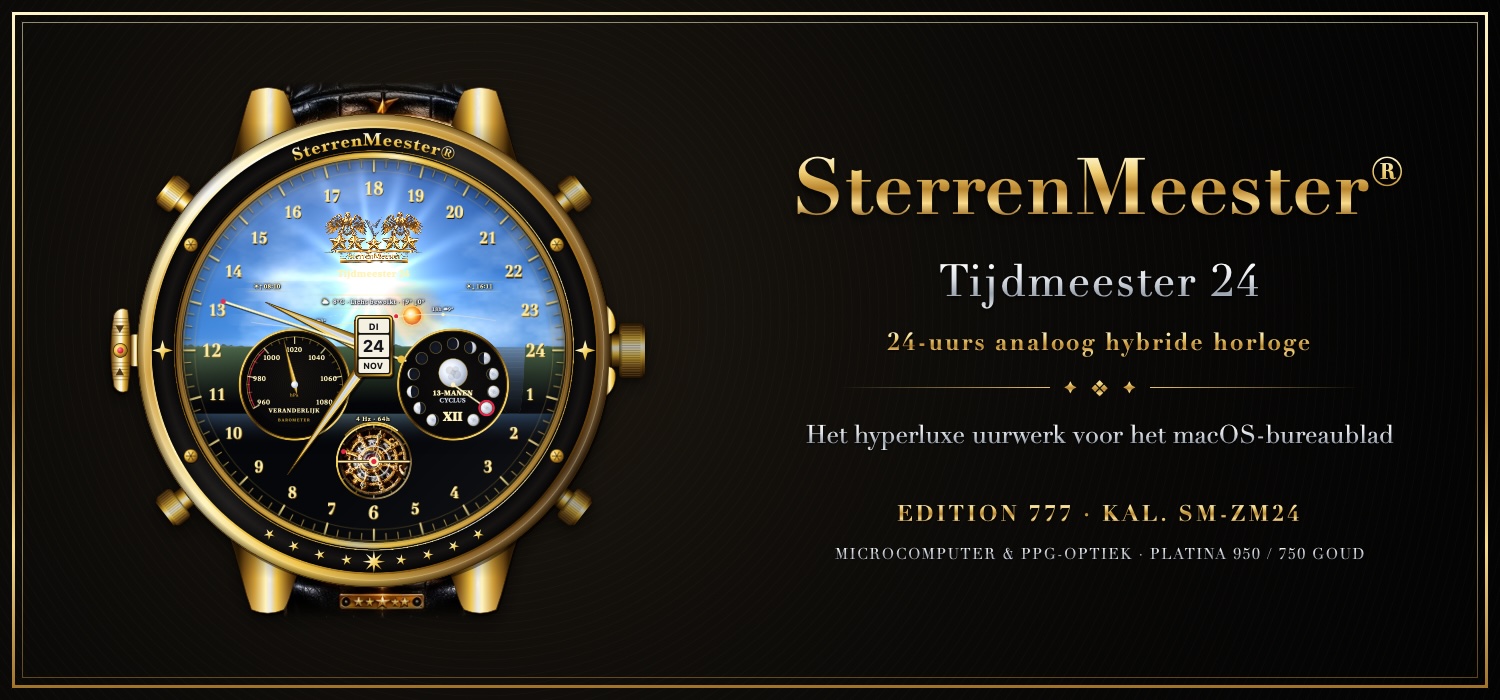 SterrenMeester®
18
17
19
16
20
15
21
14
22
13
23
12
24
11
1
10
2
9
3
8
4
7
5
6
DI
24
NOV
1020
1000
1040
980
1060
960
1080
hPa
VERANDERLIJK
BAROMETER
13-MANEN
CYCLUS
XII
4 Hz · 64h
SterrenMeester®
Tijdmeester 24
24-uurs analoog hybride horloge
Het hyperluxe uurwerk voor het macOS-bureaublad
EDITION 777 · KAL. SM-ZM24
MICROCOMPUTER & PPG-OPTIEK · PLATINA 950 / 750 GOUD